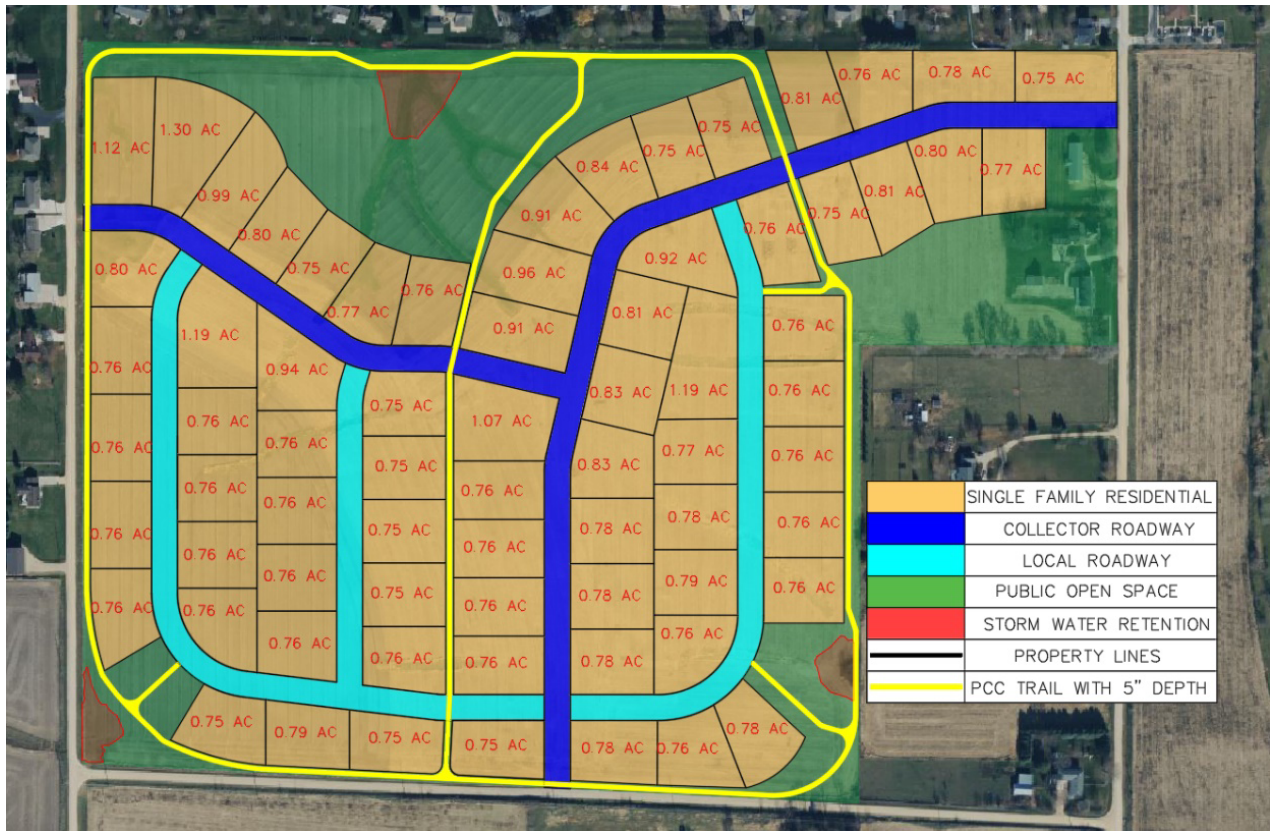 0.76 AC
0.78 AC
0.75 AC
0.81 AC
0.75 AC
1.30 AC
1.12 AC
0.75 AC
0.84 AC
0.80 AC
0.77 AC
0.99 AC
0.81 AC
0.91 AC
0.76 AC
0.75 AC
0.80 AC
0.92 AC
0.80 AC
0.75 AC
0.96 AC
0.76 AC
0.77 AC
0.81 AC
0.91 AC
0.76 AC
1.19 AC
0.94 AC
0.76 AC
0.83 AC
1.19 AC
0.76 AC
0.75 AC
0.76 AC
1.07 AC
0.76 AC
0.76 AC
0.77 AC
0.76 AC
0.75 AC
0.83 AC
0.76 AC
0.76 AC
0.76 AC
0.76 AC
0.78 AC
0.78 AC
0.76 AC
0.76 AC
0.75 AC
0.76 AC
0.76 AC
0.76 AC
0.79 AC
0.76 AC
0.75 AC
0.78 AC
0.76 AC
0.76 AC
0.76 AC
0.76 AC
0.76 AC
0.76 AC
0.76 AC
0.78 AC
0.75 AC
0.79 AC
0.75 AC
0.75 AC
0.78 AC
0.76 AC
0.78 AC
SINGLE FAMILY RESIDENTIAL
COLLECTOR ROADWAY
LOCAL ROADWAY
PUBLIC OPEN SPACE
STORM WATER RETENTION
PROPERTY LINES
PCC TRAIL WITH 5" DEPTH